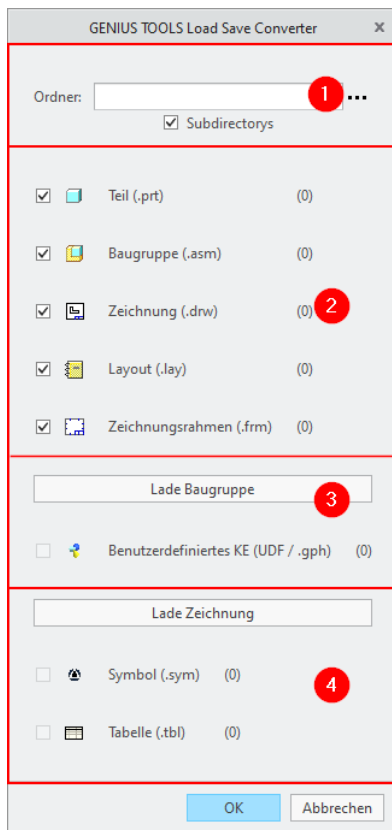 GENIUS TOOLS Load Save Converter x
Ordner: 1 ...
Subdirectorys
Teil (.prt) (0)
Baugruppe (.asm) (0)
Zeichnung (.drw) (0) 2
Layout (.lay) (0)
Zeichnungsrahmen (.frm) (0)
Lade Baugruppe
3
Benutzerdefiniertes KE (UDF / .gph) (0)
Lade Zeichnung
Symbol (.sym) (0)
4
Tabelle (.tbl) (0)
OK Abbrechen